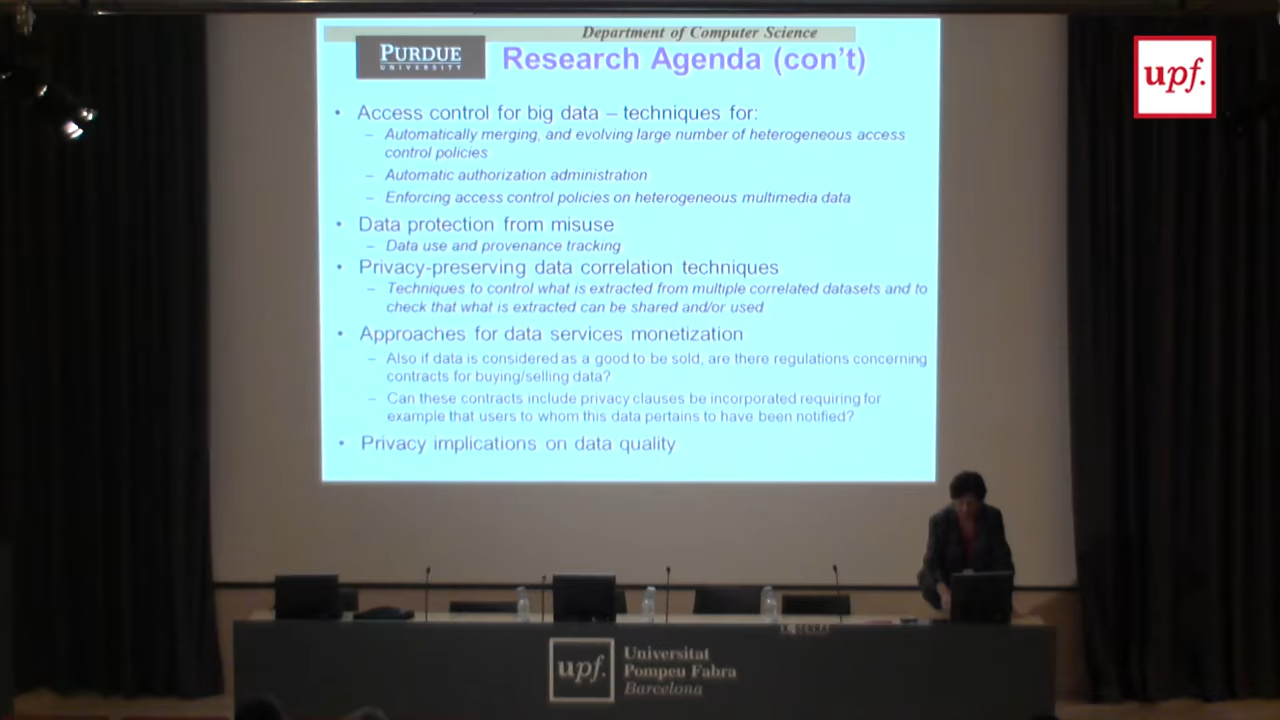 Department of Computer Science
PURDUE
UNIVERSITY
Research Agenda (con't)
upf.
• Access control for big data – techniques for:
– Automatically merging, and evolving large number of heterogeneous access
control policies
– Automatic authorization administration
– Enforcing access control policies on heterogeneous multimedia data
• Data protection from misuse
– Data use and provenance tracking
• Privacy-preserving data correlation techniques
– Techniques to control what is extracted from multiple correlated datasets and to
check that what is extracted can be shared and/or used
• Approaches for data services monetization
– Also if data is considered as a good to be sold, are there regulations concerning
contracts for buying/selling data?
– Can these contracts include privacy clauses be incorporated requiring for
example that users to whom this data pertains to have been notified?
• Privacy implications on data quality
upf.
Universitat
Pompeu Fabra
Barcelona